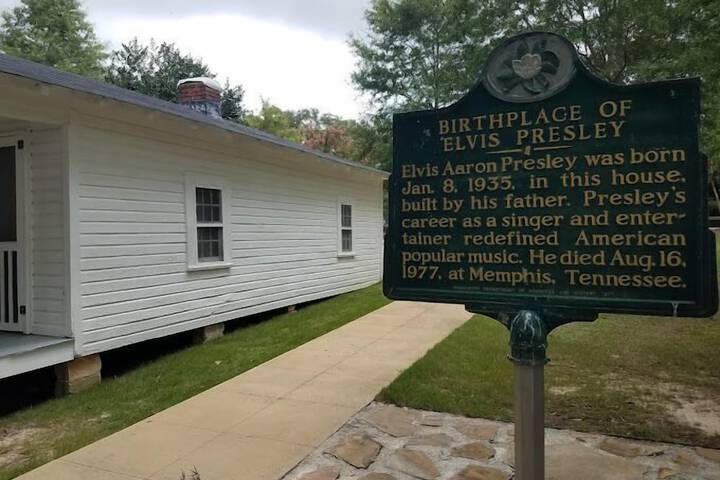 BIRTHPLACE OF
ELVIS PRESLEY
Elvis Aaron Presley was born
Jan. 8, 1935, in this house,
built by his father. Presley's
career as a singer and enter-
tainer redefined American
popular music. He died Aug. 16,
1977, at Memphis, Tennessee.